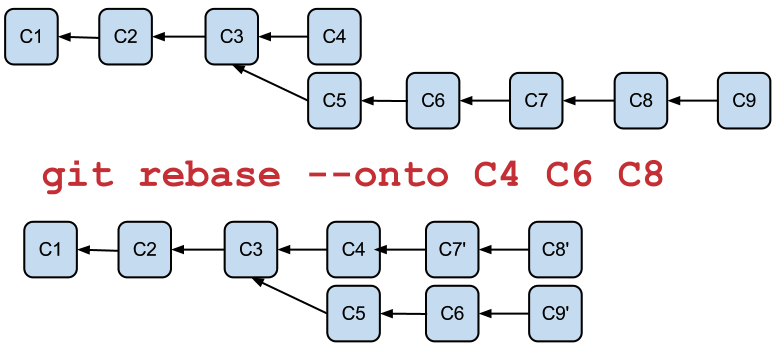 C1 C2 C3 C4
C5 C6 C7 C8 C9
git rebase --onto C4 C6 C8
C1 C2 C3 C4 C7' C8'
C5 C6 C9'